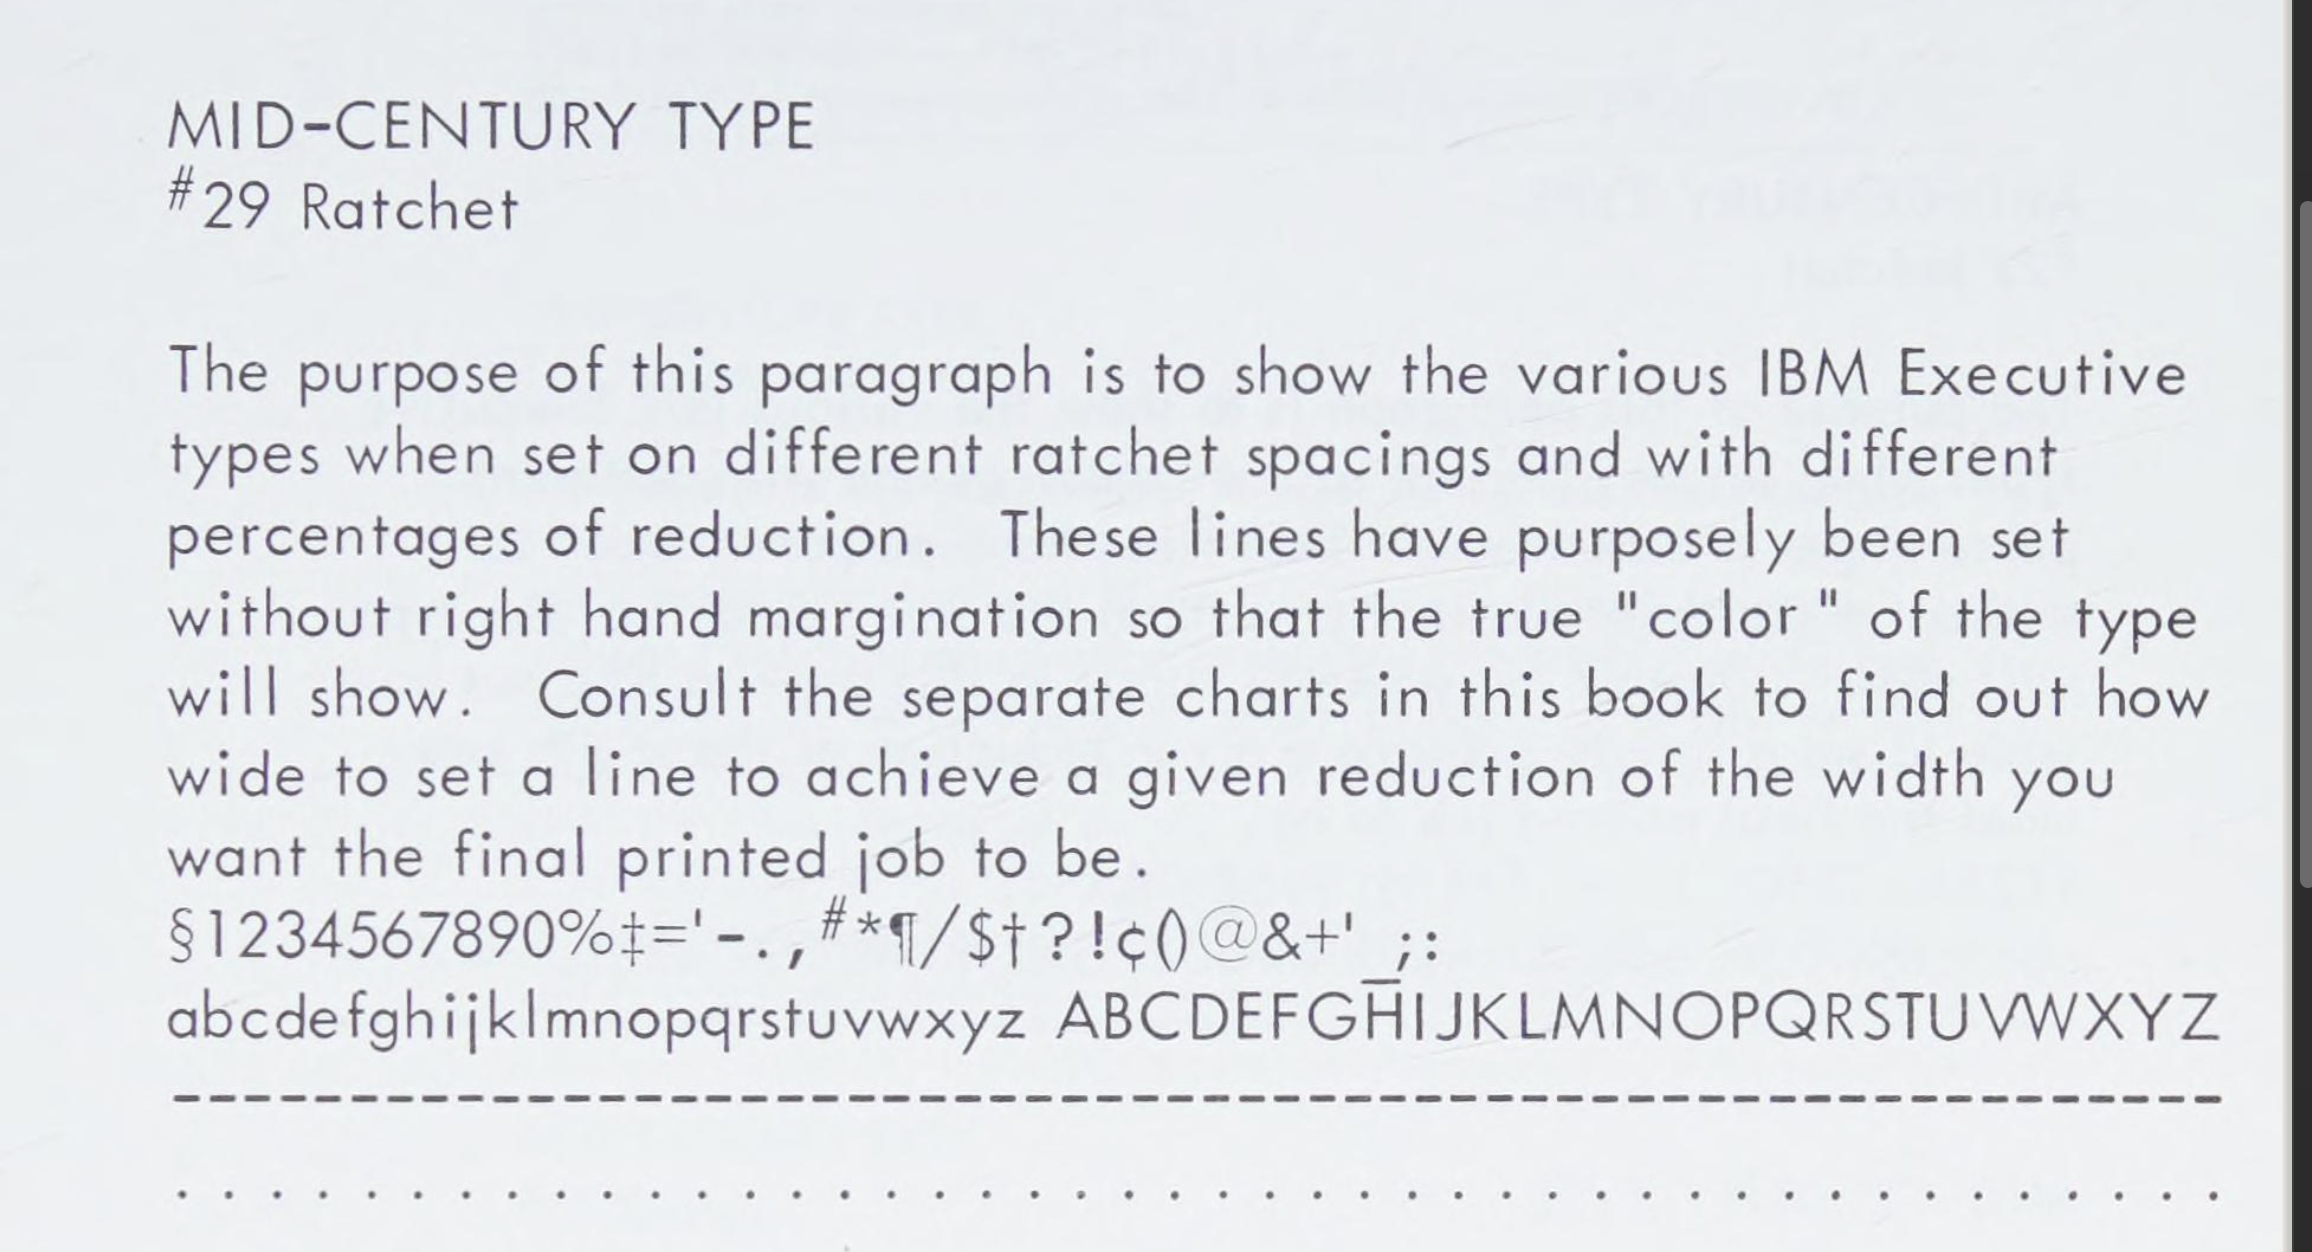 MID-CENTURY TYPE
#29 Ratchet
The purpose of this paragraph is to show the various IBM Executive
types when set on different ratchet spacings and with different
percentages of reduction.  These lines have purposely been set
without right hand margination so that the true "color " of the type
will show.  Consult the separate charts in this book to find out how
wide to set a line to achieve a given reduction of the width you
want the final printed job to be.
§1234567890%‡='-.,#*¶/$†?!¢()@&+'_;:
abcdefghijklmnopqrstuvwxyz ABCDEFGHIJKLMNOPQRSTUVWXYZ
----------------------------------------------------------
. . . . . . . . . . . . . . . . . . . . . . . . . . . . . . . . . . . . . . . . . . . .